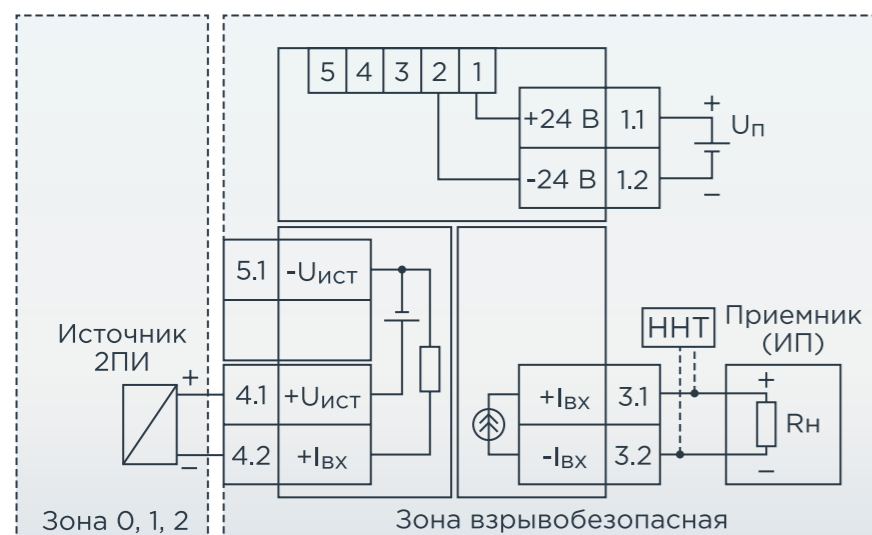 5 4 3 2 1
+24 В 1.1
-24 В 1.2
+
Uп
–
5.1 -Uист
Источник
2ПИ
+
–
4.1 +Uист
4.2 +Iвх
ННТ
Приемник
(ИП)
+Iвх 3.1
-Iвх 3.2
+
Rн
–
Зона 0, 1, 2
Зона взрывобезопасная